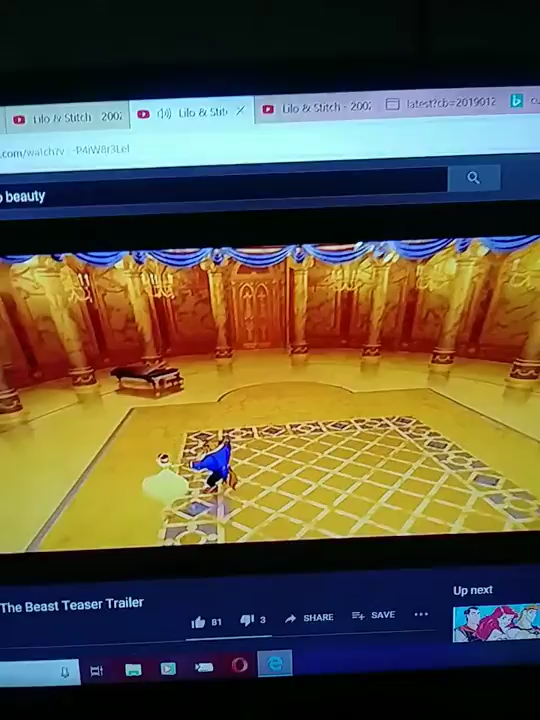 Lilo & Stitch - 2002
Lilo & Stit
Lilo & Stitch - 2002
latest?cb=2019012
.com/watch?v
beauty
The Beast Teaser Trailer
81
3
SHARE
SAVE
Up next